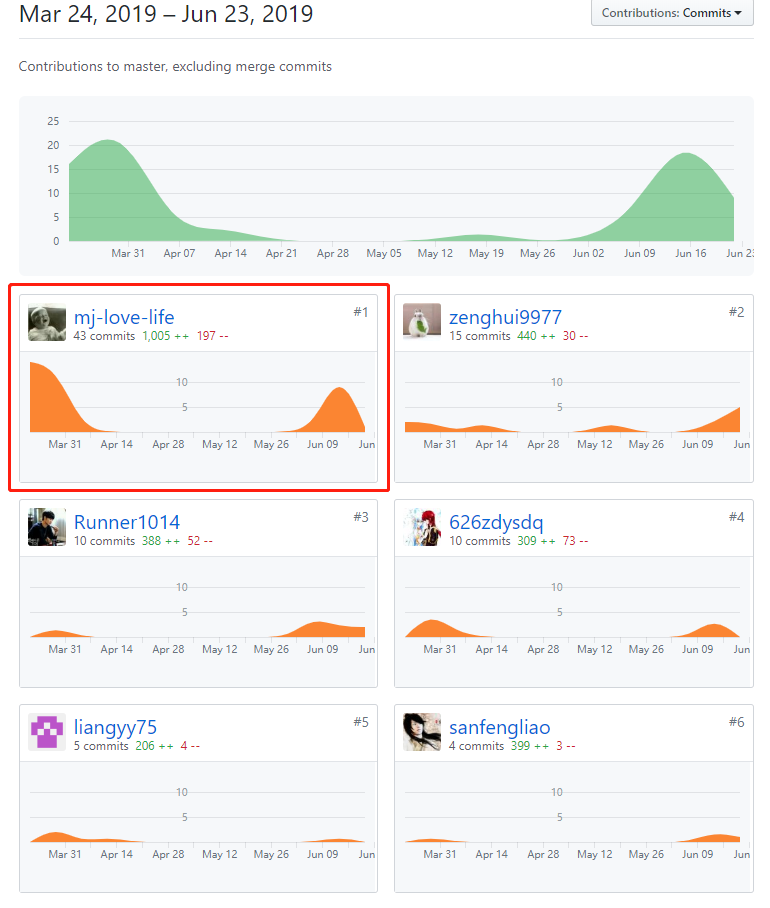 Mar 24, 2019 – Jun 23, 2019
Contributions: Commits
Contributions to master, excluding merge commits
25
20
15
10
5
0
Mar 31 Apr 07 Apr 14 Apr 21 Apr 28 May 05 May 12 May 19 May 26 Jun 02 Jun 09 Jun 16 Jun 23
mj-love-life #1
43 commits 1,005 ++ 197 --
10
5
Mar 31 Apr 14 Apr 28 May 12 May 26 Jun 09 Jun
zenghui9977 #2
15 commits 440 ++ 30 --
10
5
Mar 31 Apr 14 Apr 28 May 12 May 26 Jun 09 Jun
Runner1014 #3
10 commits 388 ++ 52 --
10
5
Mar 31 Apr 14 Apr 28 May 12 May 26 Jun 09 Jun
626zdysdq #4
10 commits 309 ++ 73 --
10
5
Mar 31 Apr 14 Apr 28 May 12 May 26 Jun 09 Jun
liangyy75 #5
5 commits 206 ++ 4 --
10
5
Mar 31 Apr 14 Apr 28 May 12 May 26 Jun 09 Jun
sanfengliao #6
4 commits 399 ++ 3 --
10
5
Mar 31 Apr 14 Apr 28 May 12 May 26 Jun 09 Jun